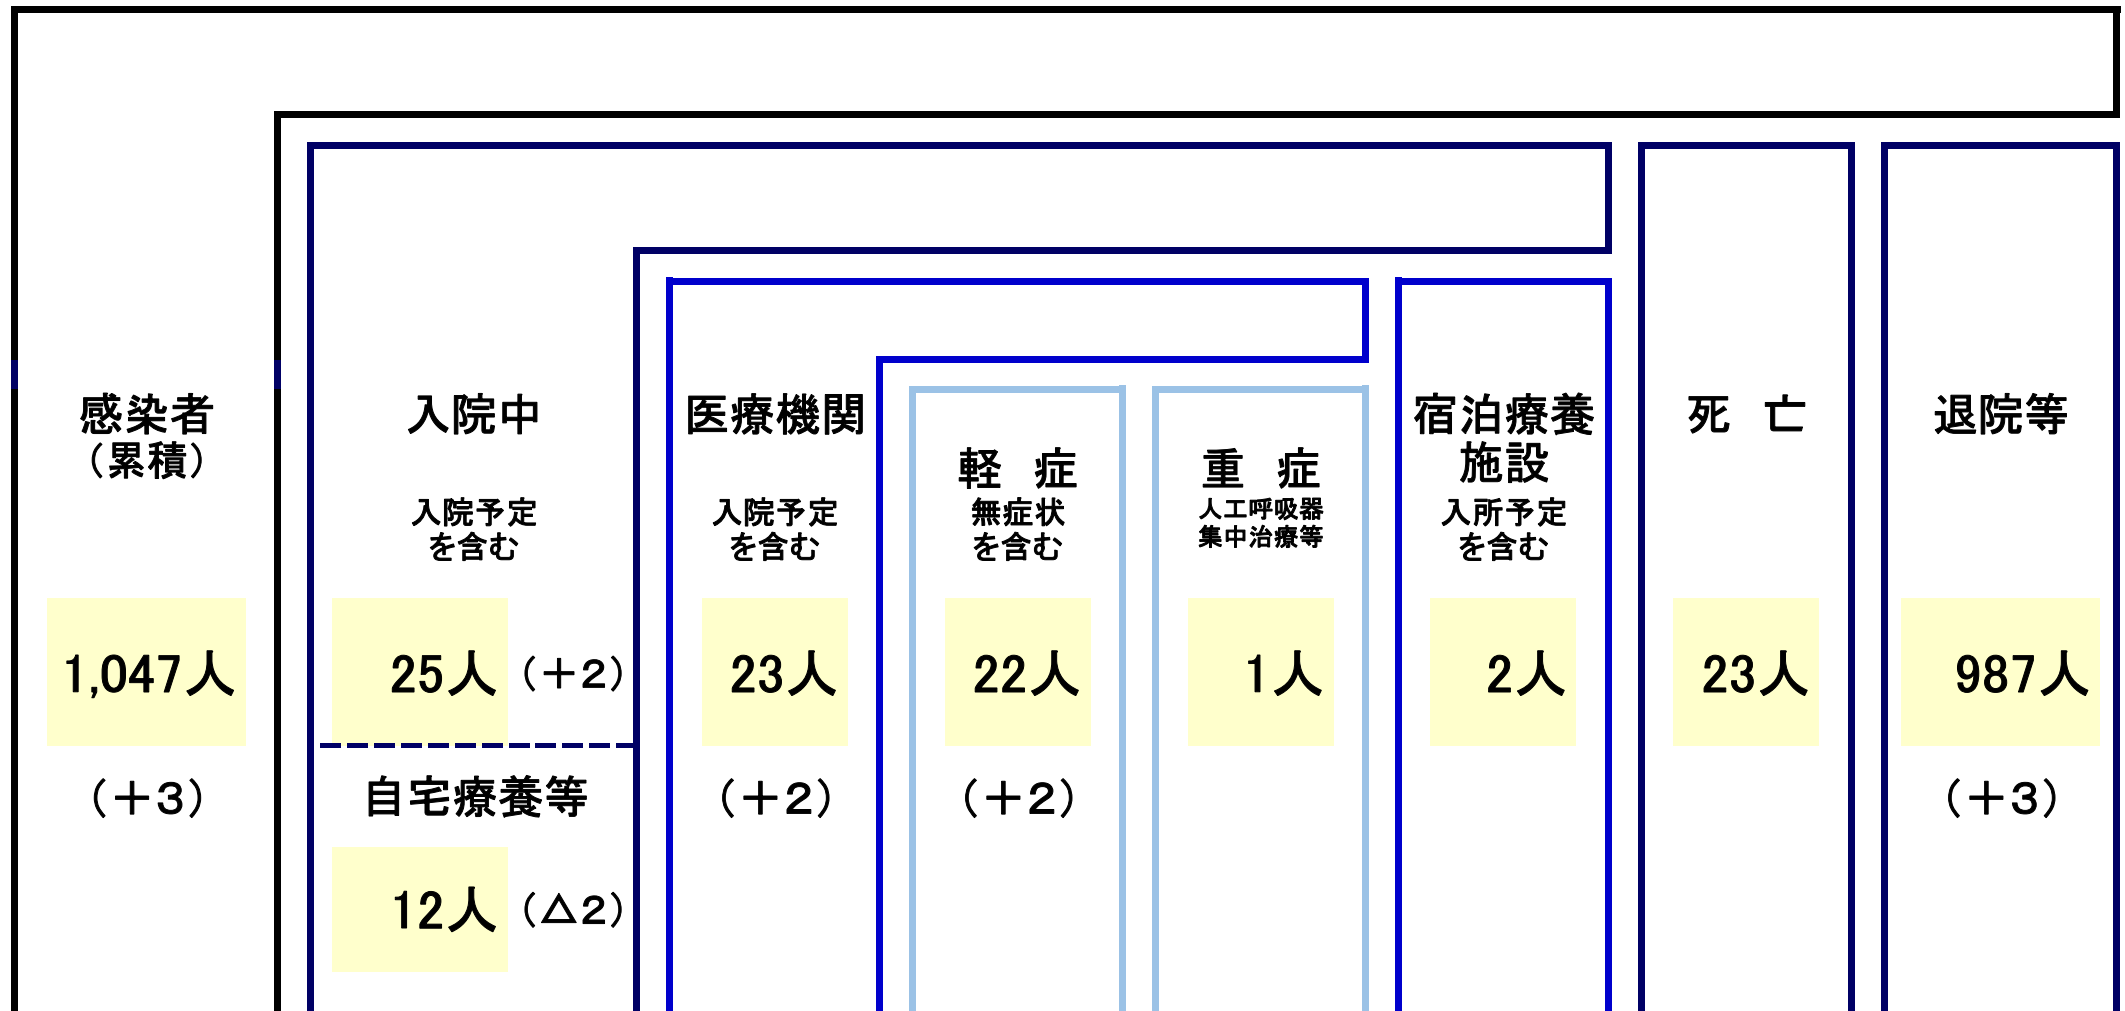 感染者
（累積）
1,047人
（＋３）
入院中
入院予定
を含む
25人（＋２）
自宅療養等
12人（△２）
医療機関
入院予定
を含む
23人
（＋２）
軽　症
無症状
を含む
22人
（＋２）
重　症
人工呼吸器
集中治療等
1人
宿泊療養
施設
入所予定
を含む
2人
死　亡
23人
退院等
987人
（＋３）